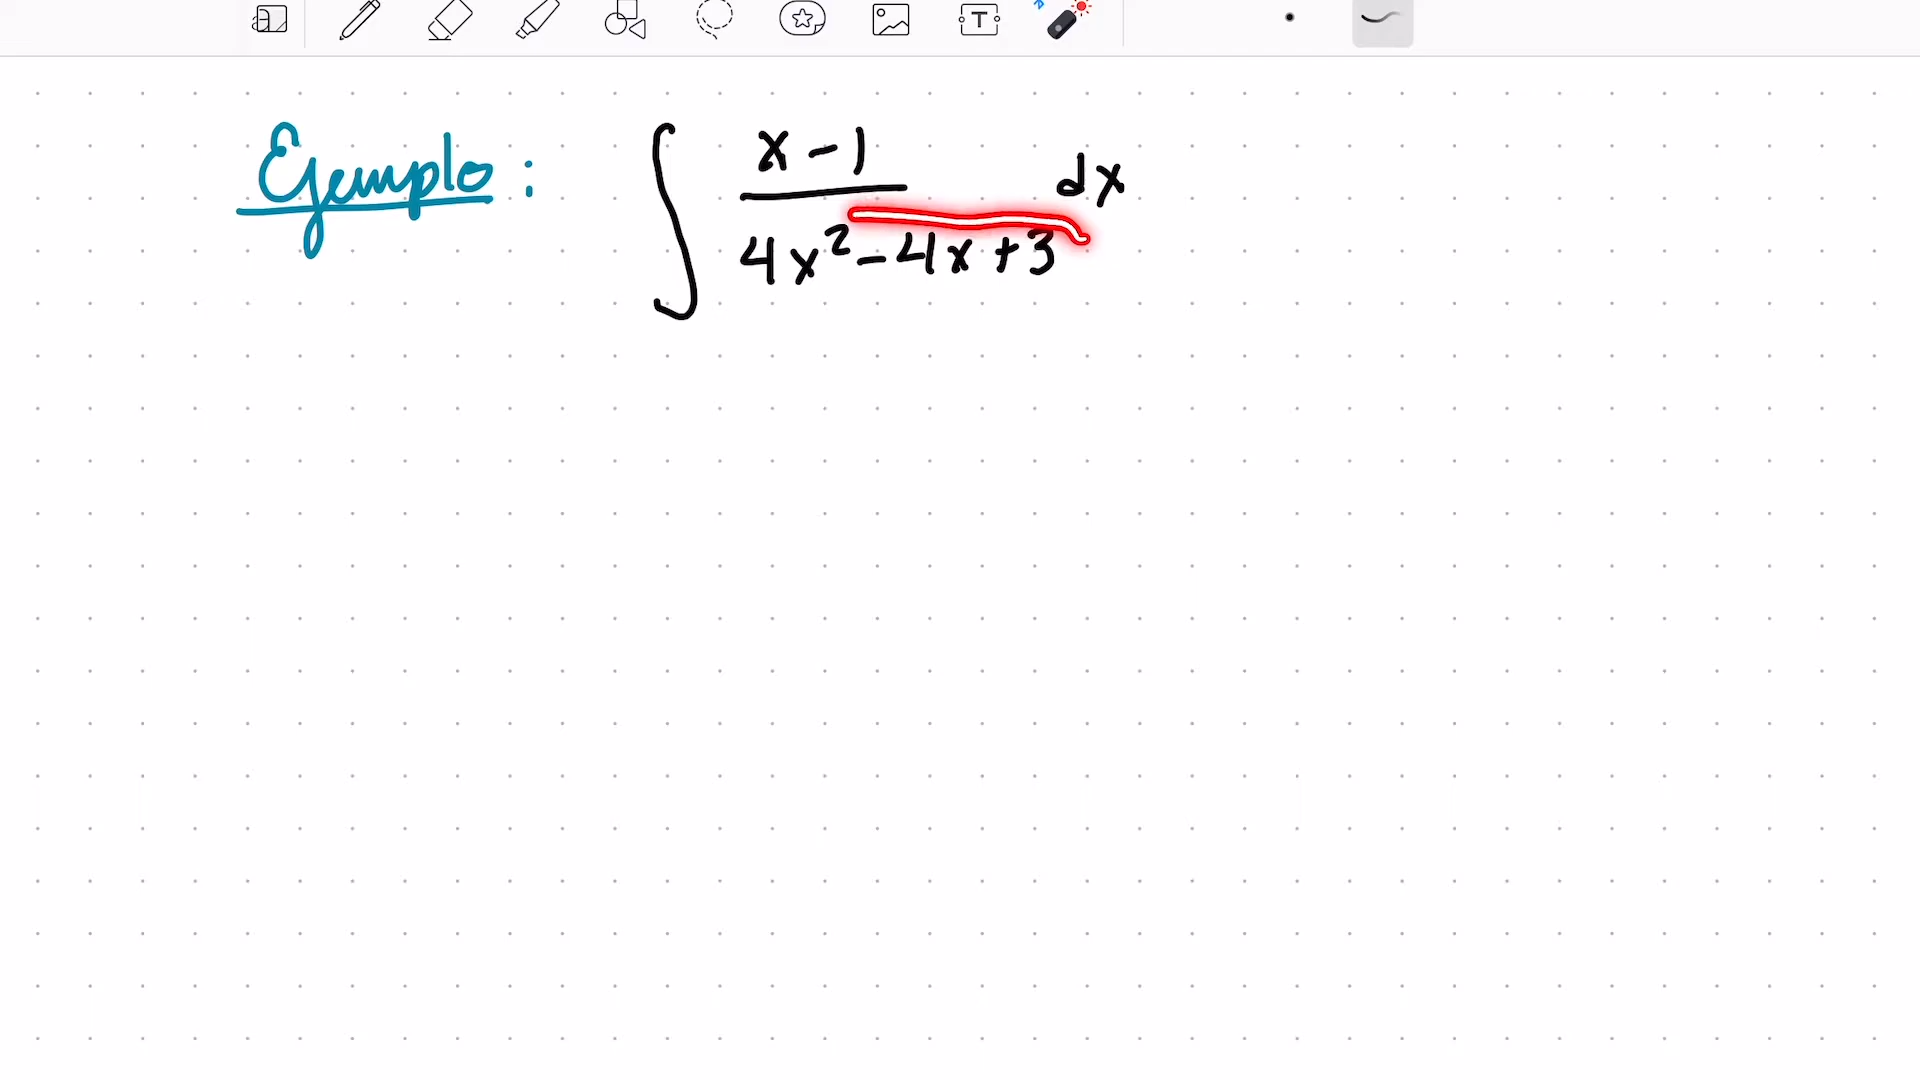 Ejemplo: ∫ (x-1)/(4x²-4x+3) dx